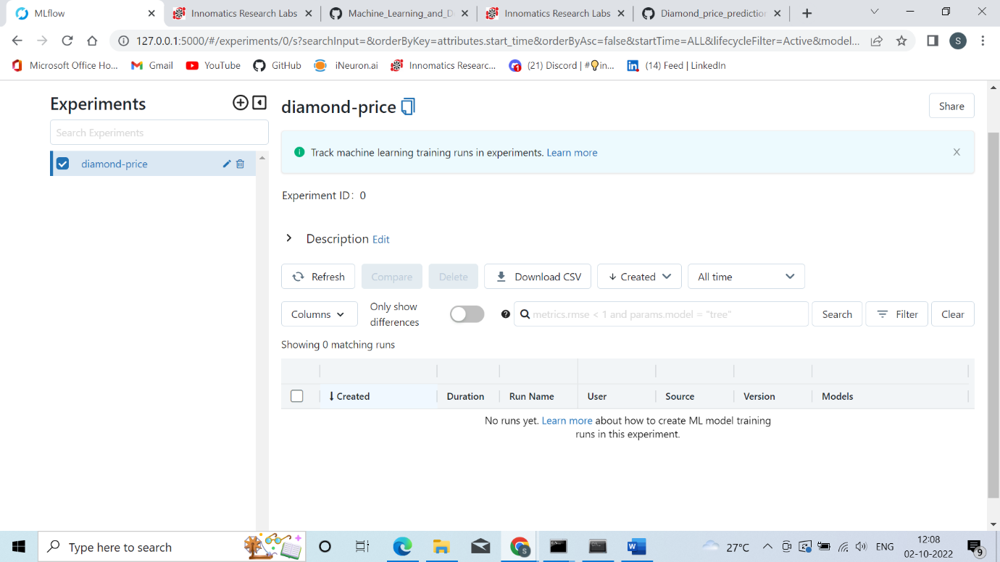 MLflow
Innomatics Research Labs
Machine_Learning_and_D
Innomatics Research Labs
Diamond_price_prediction
127.0.0.1:5000/#/experiments/0/s?searchInput=&orderByKey=attributes.start_time&orderByAsc=false&startTime=ALL&lifecycleFilter=Active&model...
S
Microsoft Office Ho...
Gmail
YouTube
GitHub
iNeuron.ai
Innomatics Researc...
(21) Discord | #💡in...
(14) Feed | LinkedIn
Experiments
Search Experiments
diamond-price
diamond-price
Share
Track machine learning training runs in experiments. Learn more
Experiment ID: 0
Description Edit
Refresh
Compare
Delete
Download CSV
Created
All time
Columns
Only show
differences
metrics.rmse < 1 and params.model = "tree"
Search
Filter
Clear
Showing 0 matching runs
Created
Duration
Run Name
User
Source
Version
Models
No runs yet. Learn more about how to create ML model training
runs in this experiment.
Type here to search
27°C
ENG
12:08
02-10-2022
9